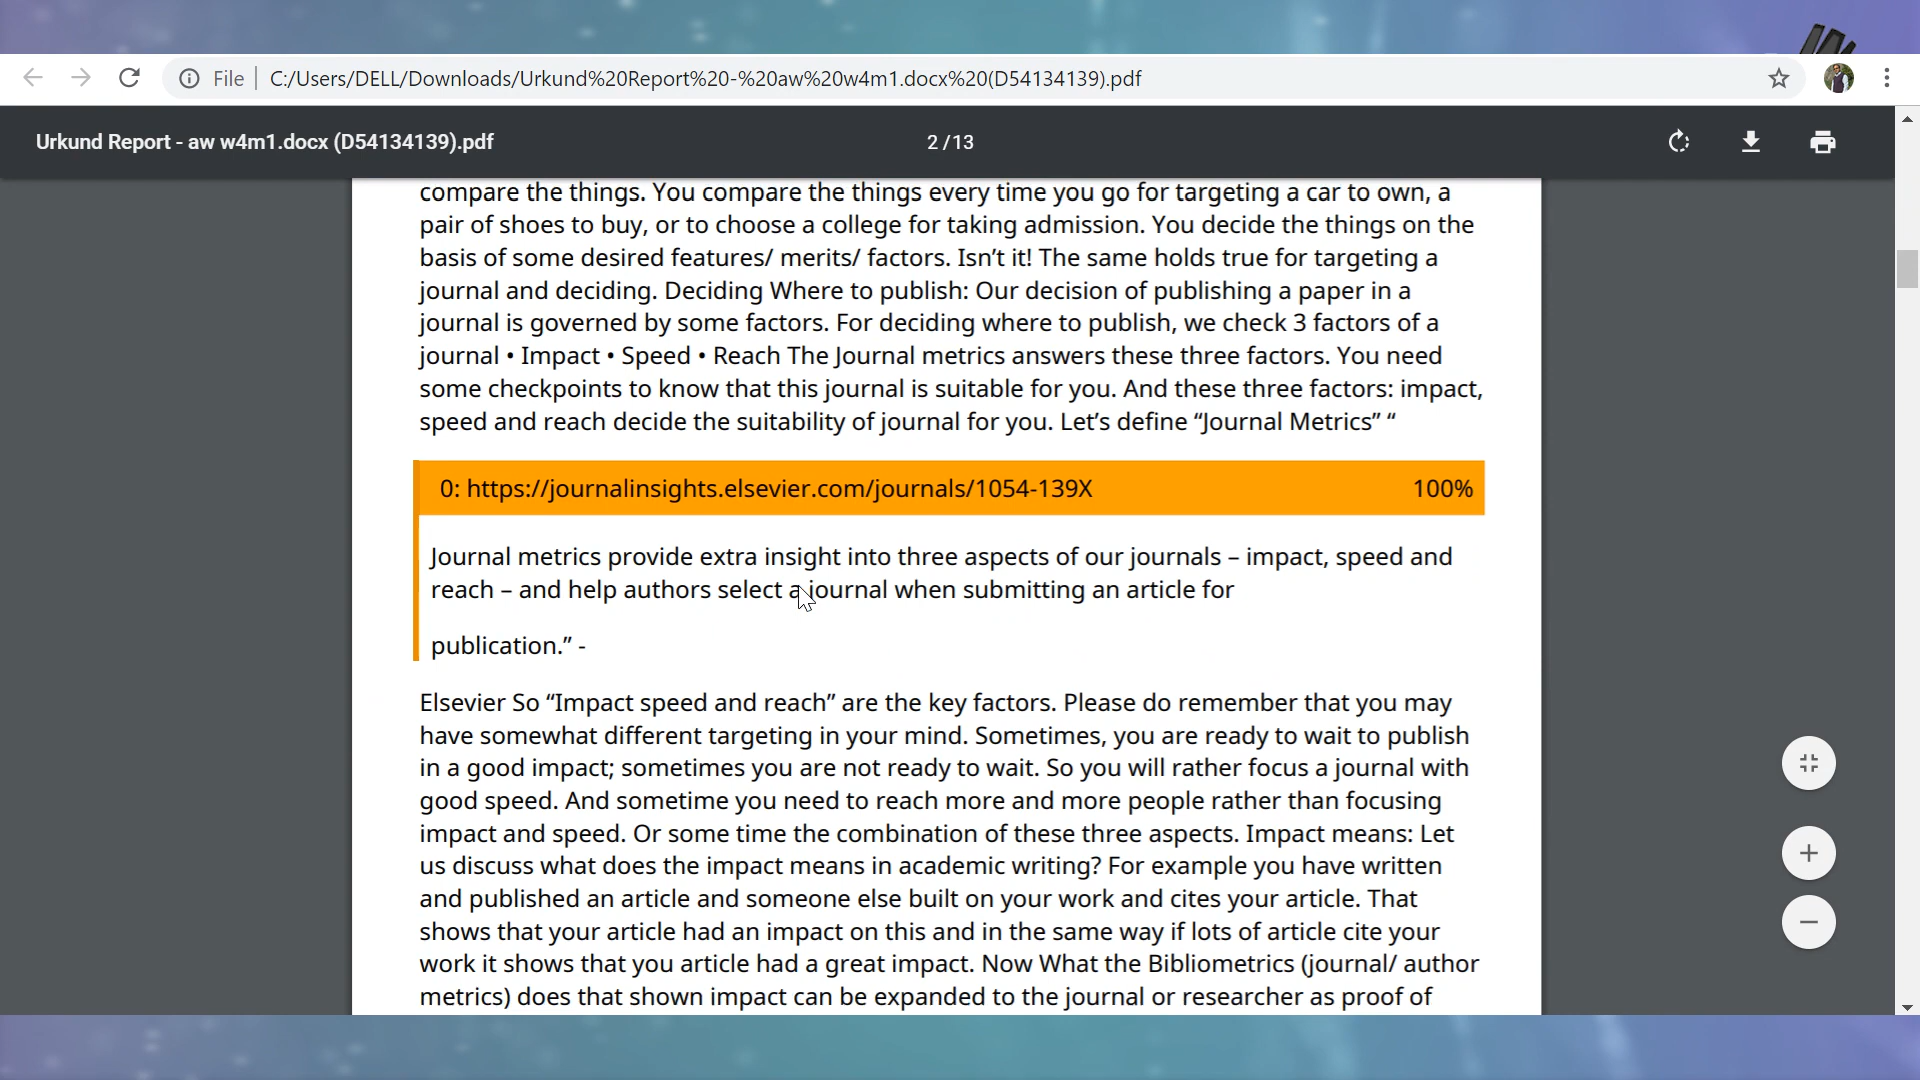 File C:/Users/DELL/Downloads/Urkund%20Report%20-%20aw%20w4m1.docx%20(D54134139).pdf
Urkund Report - aw w4m1.docx (D54134139).pdf 2 / 13
compare the things. You compare the things every time you go for targeting a car to own, a
pair of shoes to buy, or to choose a college for taking admission. You decide the things on the
basis of some desired features/ merits/ factors. Isn’t it! The same holds true for targeting a
journal and deciding. Deciding Where to publish: Our decision of publishing a paper in a
journal is governed by some factors. For deciding where to publish, we check 3 factors of a
journal • Impact • Speed • Reach The Journal metrics answers these three factors. You need
some checkpoints to know that this journal is suitable for you. And these three factors: impact,
speed and reach decide the suitability of journal for you. Let’s define “Journal Metrics” “
0: https://journalinsights.elsevier.com/journals/1054-139X 100%
Journal metrics provide extra insight into three aspects of our journals – impact, speed and
reach – and help authors select a journal when submitting an article for
publication.” -
Elsevier So “Impact speed and reach” are the key factors. Please do remember that you may
have somewhat different targeting in your mind. Sometimes, you are ready to wait to publish
in a good impact; sometimes you are not ready to wait. So you will rather focus a journal with
good speed. And sometime you need to reach more and more people rather than focusing
impact and speed. Or some time the combination of these three aspects. Impact means: Let
us discuss what does the impact means in academic writing? For example you have written
and published an article and someone else built on your work and cites your article. That
shows that your article had an impact on this and in the same way if lots of article cite your
work it shows that you article had a great impact. Now What the Bibliometrics (journal/ author
metrics) does that shown impact can be expanded to the journal or researcher as proof of